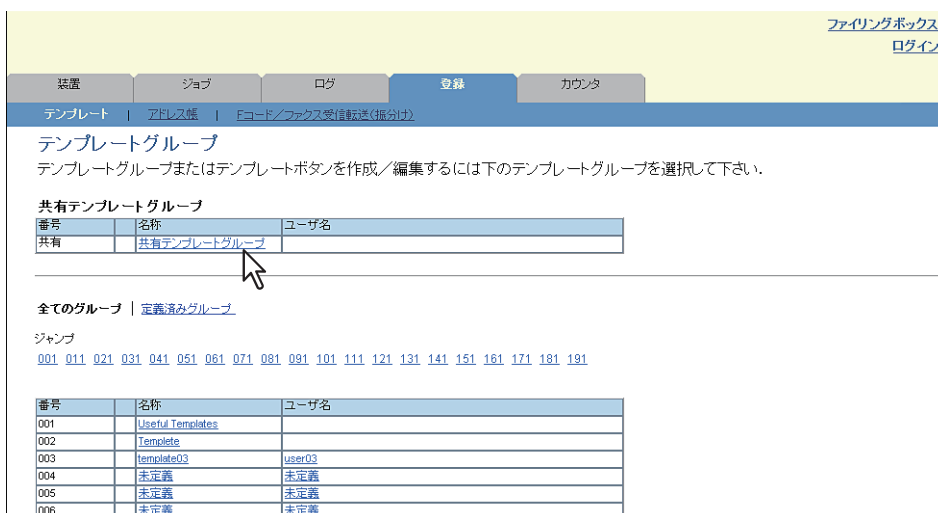 ファイリングボックス
ログイン
装置 ジョブ ログ 登録 カウンタ
テンプレート | アドレス帳 | Fコード/ファクス受信転送(振分け)
テンプレートグループ
テンプレートグループまたはテンプレートボタンを作成/編集するには下のテンプレートグループを選択して下さい.
共有テンプレートグループ
番号 名称 ユーザ名
共有 共有テンプレートグループ
全てのグループ | 定義済みグループ
ジャンプ
001 011 021 031 041 051 061 071 081 091 101 111 121 131 141 151 161 171 181 191
番号 名称 ユーザ名
001 Useful Templates
002 Templete
003 template03 user03
004 未定義 未定義
005 未定義 未定義
006 未定義 未定義